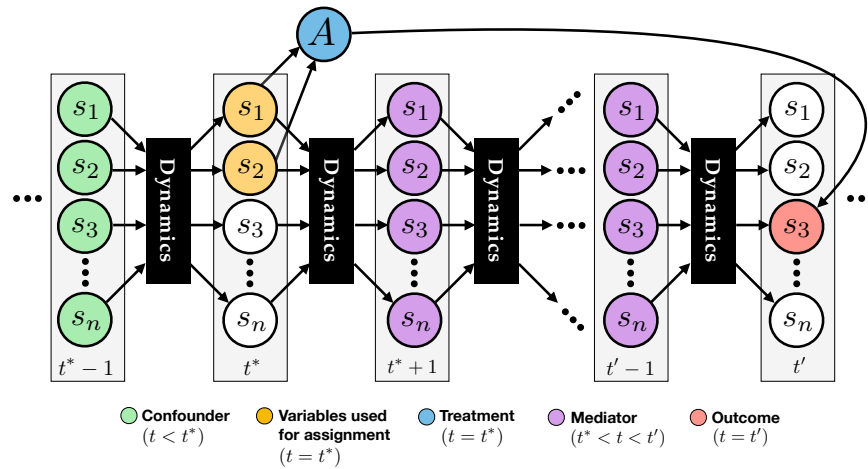 A
s₁ s₁ s₁ s₁ s₁
s₂ s₂ s₂ s₂ s₂
Dynamics Dynamics Dynamics Dynamics
••• ••• ••• •••
s₃ s₃ s₃ s₃ s₃
sₙ sₙ sₙ sₙ sₙ
t* − 1 t* t* + 1 t′ − 1 t′
Confounder Variables used Treatment Mediator Outcome
(t < t*) for assignment (t = t*) (t* < t < t′) (t = t′)
(t = t*)